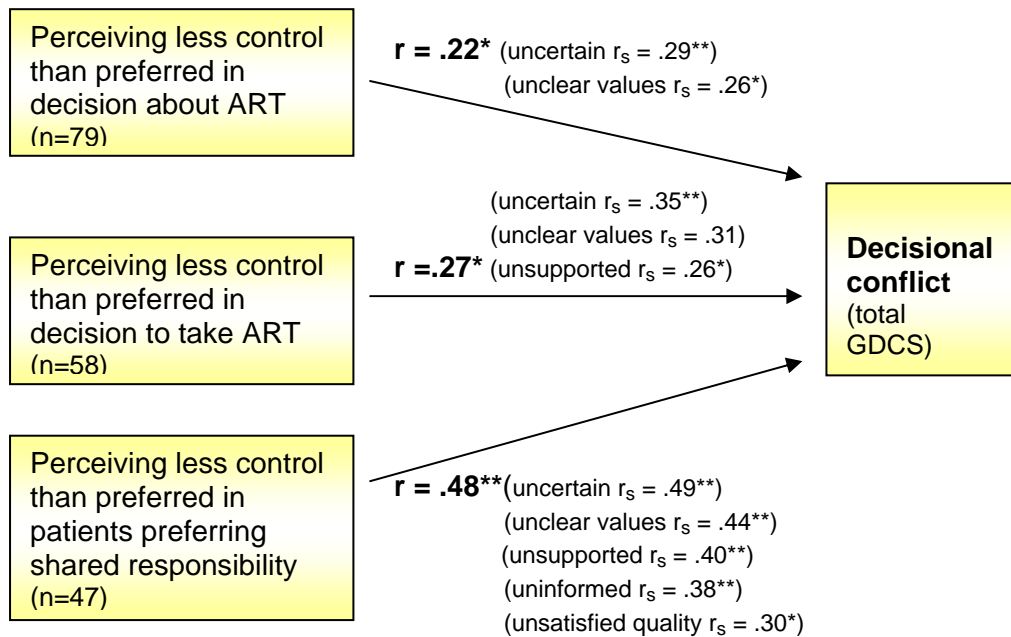 Perceiving less control
than preferred in
decision about ART
(n=79)
r = .22* (uncertain rₛ = .29**)
(unclear values rₛ = .26*)
Perceiving less control
than preferred in
decision to take ART
(n=58)
(uncertain rₛ = .35**)
(unclear values rₛ = .31)
r =.27* (unsupported rₛ = .26*)
Decisional
conflict
(total
GDCS)
Perceiving less control
than preferred in
patients preferring
shared responsibility
(n=47)
r = .48**(uncertain rₛ = .49**)
(unclear values rₛ = .44**)
(unsupported rₛ = .40**)
(uninformed rₛ = .38**)
(unsatisfied quality rₛ = .30*)